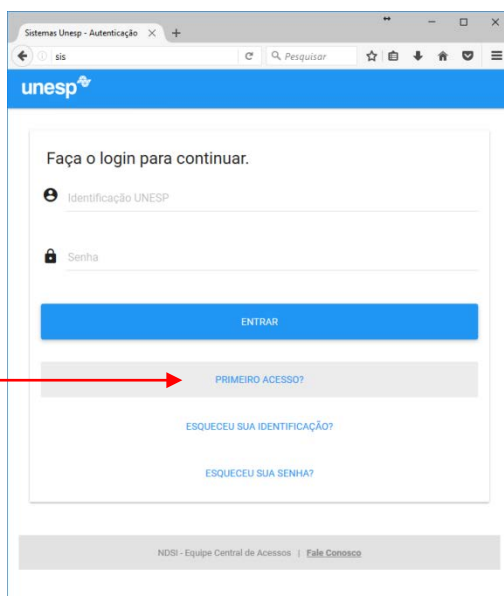 Sistemas Unesp - Autenticação
sis
Pesquisar
unesp
Faça o login para continuar.
Identificação UNESP
Senha
ENTRAR
PRIMEIRO ACESSO?
ESQUECEU SUA IDENTIFICAÇÃO?
ESQUECEU SUA SENHA?
NDSI - Equipe Central de Acessos | Fale Conosco